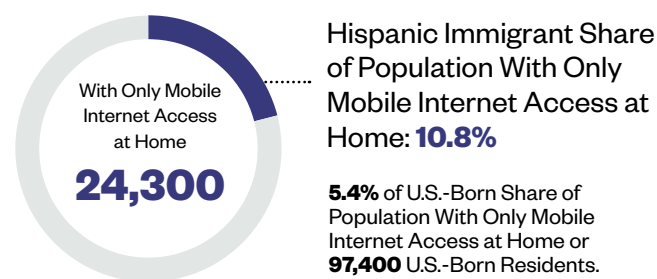 With Only Mobile
Internet Access
at Home
24,300
Hispanic Immigrant Share
of Population With Only
Mobile Internet Access at
Home: 10.8%
5.4% of U.S.-Born Share of
Population With Only Mobile
Internet Access at Home or
97,400 U.S.-Born Residents.